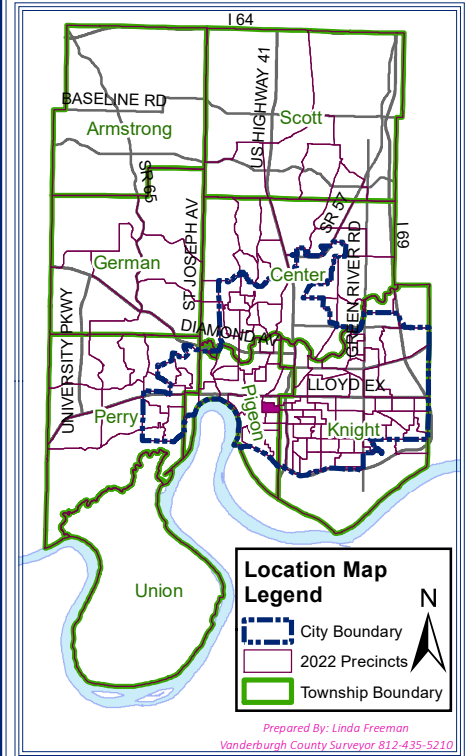 I 64
BASELINE RD
Armstrong
US HIGHWAY 41
Scott
SR 65
ST JOSEPH AV
SR 57
I 69
German
Center
GREEN RIVER RD
UNIVERSITY PKWY
DIAMOND AV
LLOYD EX
Perry
Pigeon
Knight
Union
Location Map
Legend
N
City Boundary
2022 Precincts
Township Boundary
Prepared By: Linda Freeman
Vanderburgh County Surveyor 812-435-5210